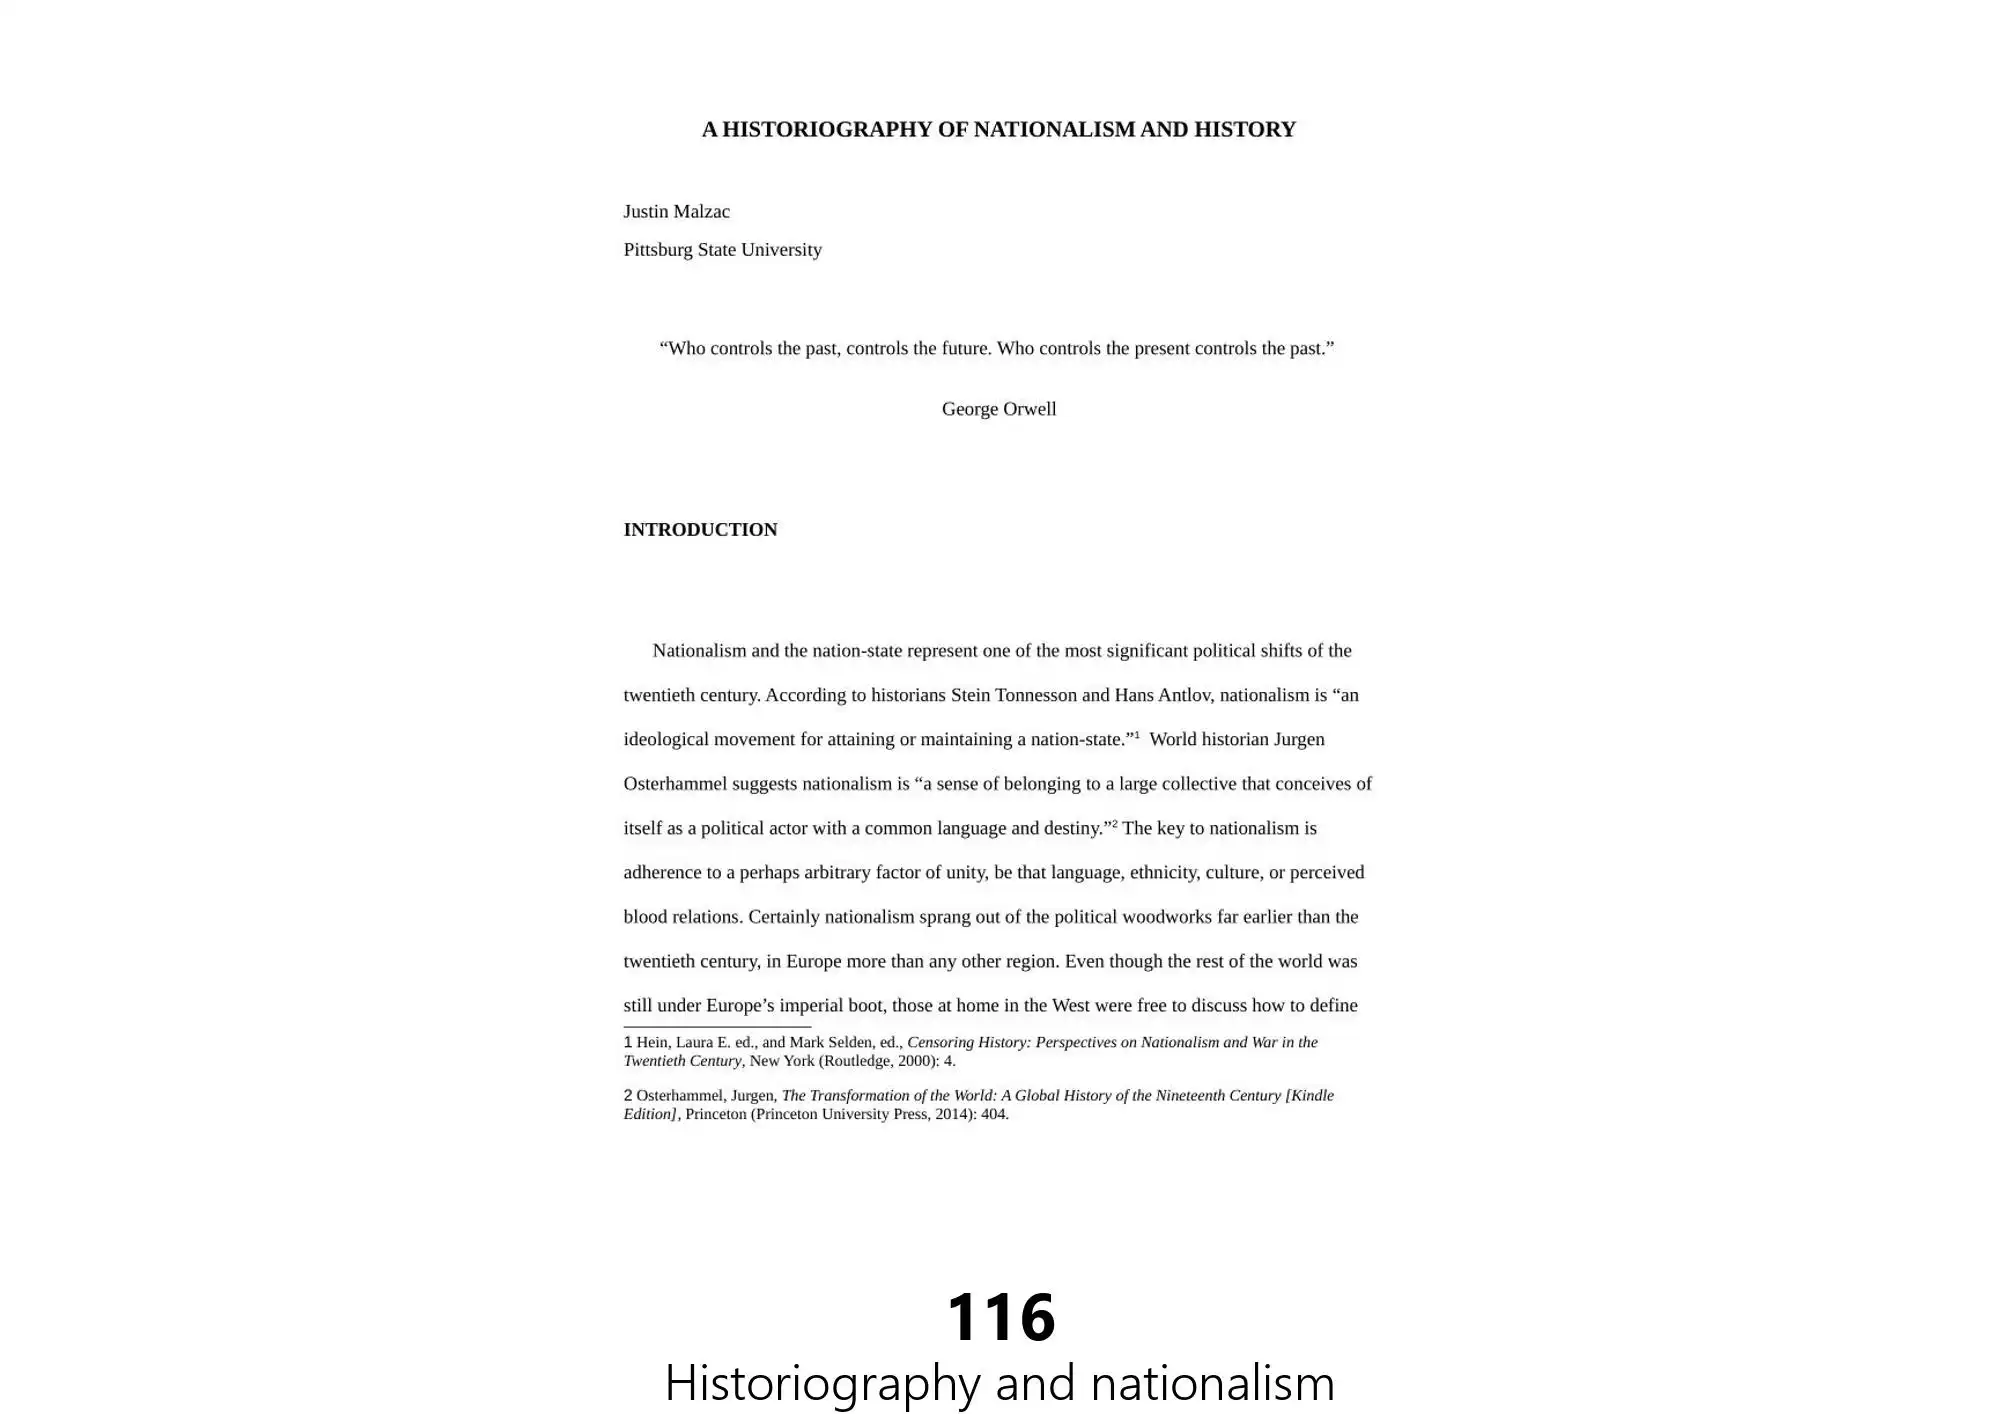 A HISTORIOGRAPHY OF NATIONALISM AND HISTORY
Justin Malzac
Pittsburg State University
“Who controls the past, controls the future. Who controls the present controls the past.”
George Orwell
INTRODUCTION
Nationalism and the nation-state represent one of the most significant political shifts of the
twentieth century. According to historians Stein Tonnesson and Hans Antlov, nationalism is “an
ideological movement for attaining or maintaining a nation-state.”1 World historian Jurgen
Osterhammel suggests nationalism is “a sense of belonging to a large collective that conceives of
itself as a political actor with a common language and destiny.”2 The key to nationalism is
adherence to a perhaps arbitrary factor of unity, be that language, ethnicity, culture, or perceived
blood relations. Certainly nationalism sprang out of the political woodworks far earlier than the
twentieth century, in Europe more than any other region. Even though the rest of the world was
still under Europe’s imperial boot, those at home in the West were free to discuss how to define
1 Hein, Laura E. ed., and Mark Selden, ed., Censoring History: Perspectives on Nationalism and War in the
Twentieth Century, New York (Routledge, 2000): 4.
2 Osterhammel, Jurgen, The Transformation of the World: A Global History of the Nineteenth Century [Kindle
Edition], Princeton (Princeton University Press, 2014): 404.
116
Historiography and nationalism